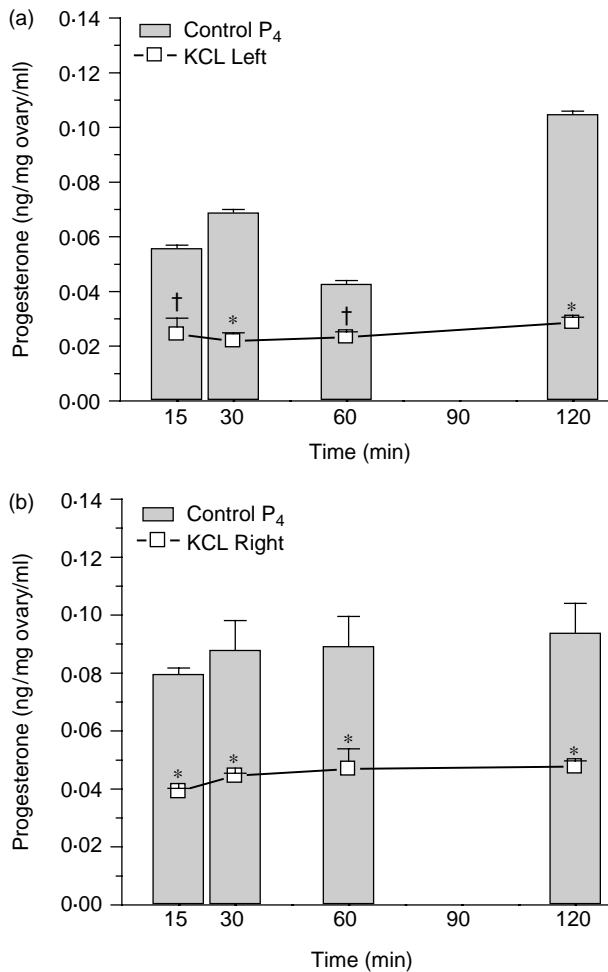 (a)
Control P₄
KCL Left
0·14
0·12
0·10
0·08
0·06
0·04
0·02
0·00
Progesterone (ng/mg ovary/ml)
†
*
†
*
15 30 60 90 120
Time (min)
(b)
Control P₄
KCL Right
0·14
0·12
0·10
0·08
0·06
0·04
0·02
0·00
Progesterone (ng/mg ovary/ml)
*
*
*
*
15 30 60 90 120
Time (min)